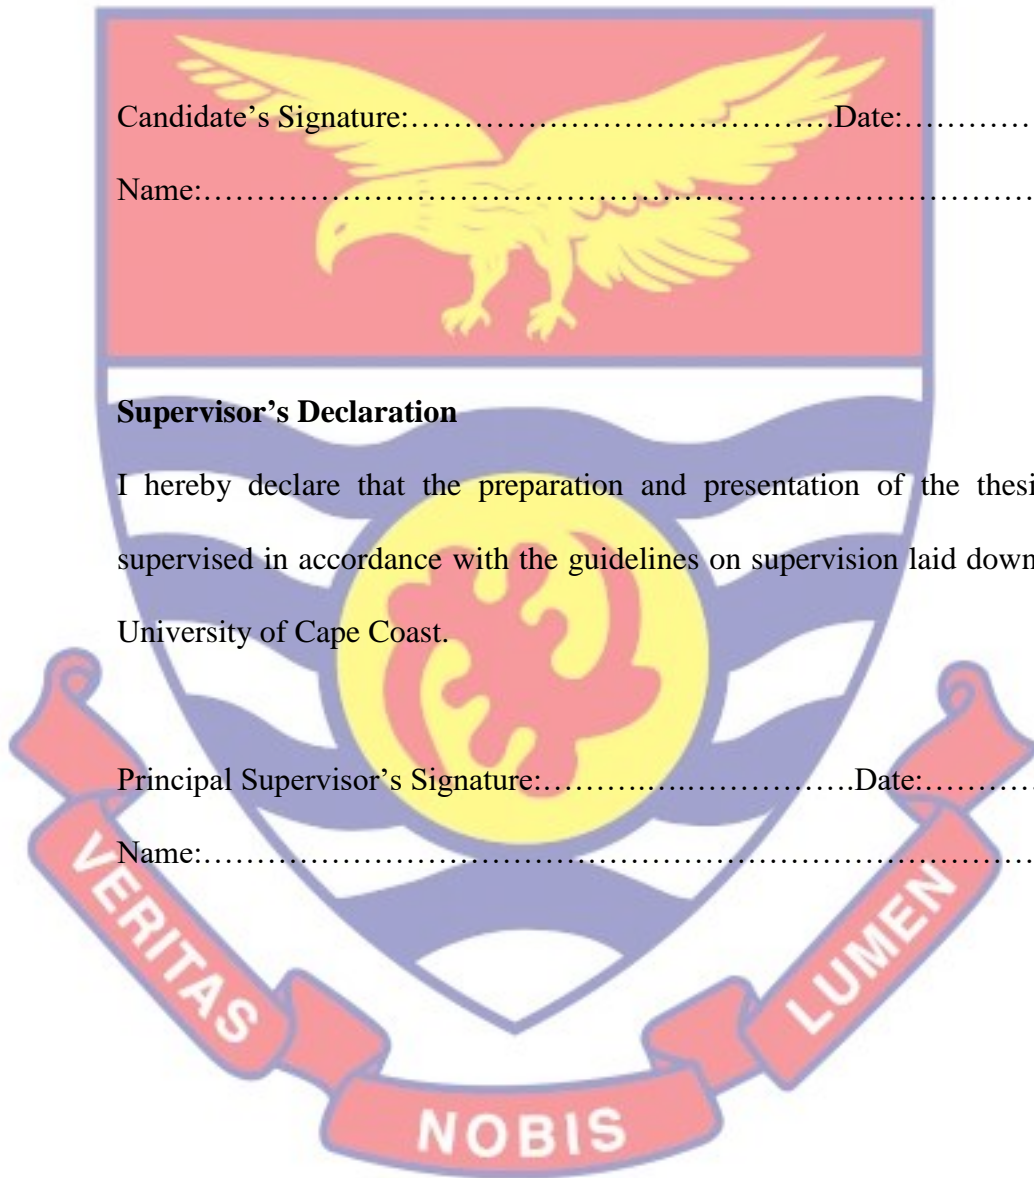 Candidate’s Signature:……………………………….Date:…………
Name:……………………………………………………………………
Supervisor’s Declaration
I hereby declare that the preparation and presentation of the thesi
supervised in accordance with the guidelines on supervision laid down
University of Cape Coast.
Principal Supervisor’s Signature:……….….…………….Date:…………
Name:……………………………………………………………………
VERITAS
NOBIS
LUMEN